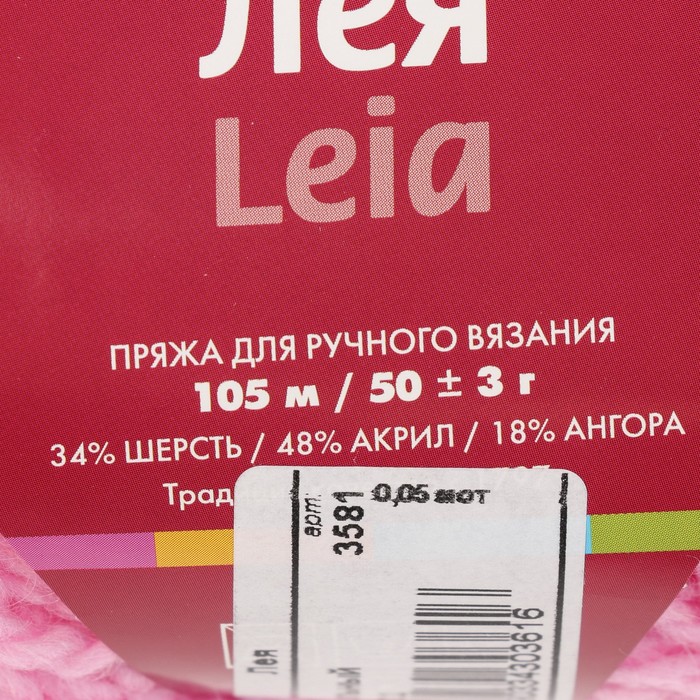 Лея
Leia
ПРЯЖА ДЛЯ РУЧНОГО ВЯЗАНИЯ
105 м / 50 ± 3 г
34% ШЕРСТЬ / 48% АКРИЛ / 18% АНГОРА
0,05 мот
арт.
3581
Лея